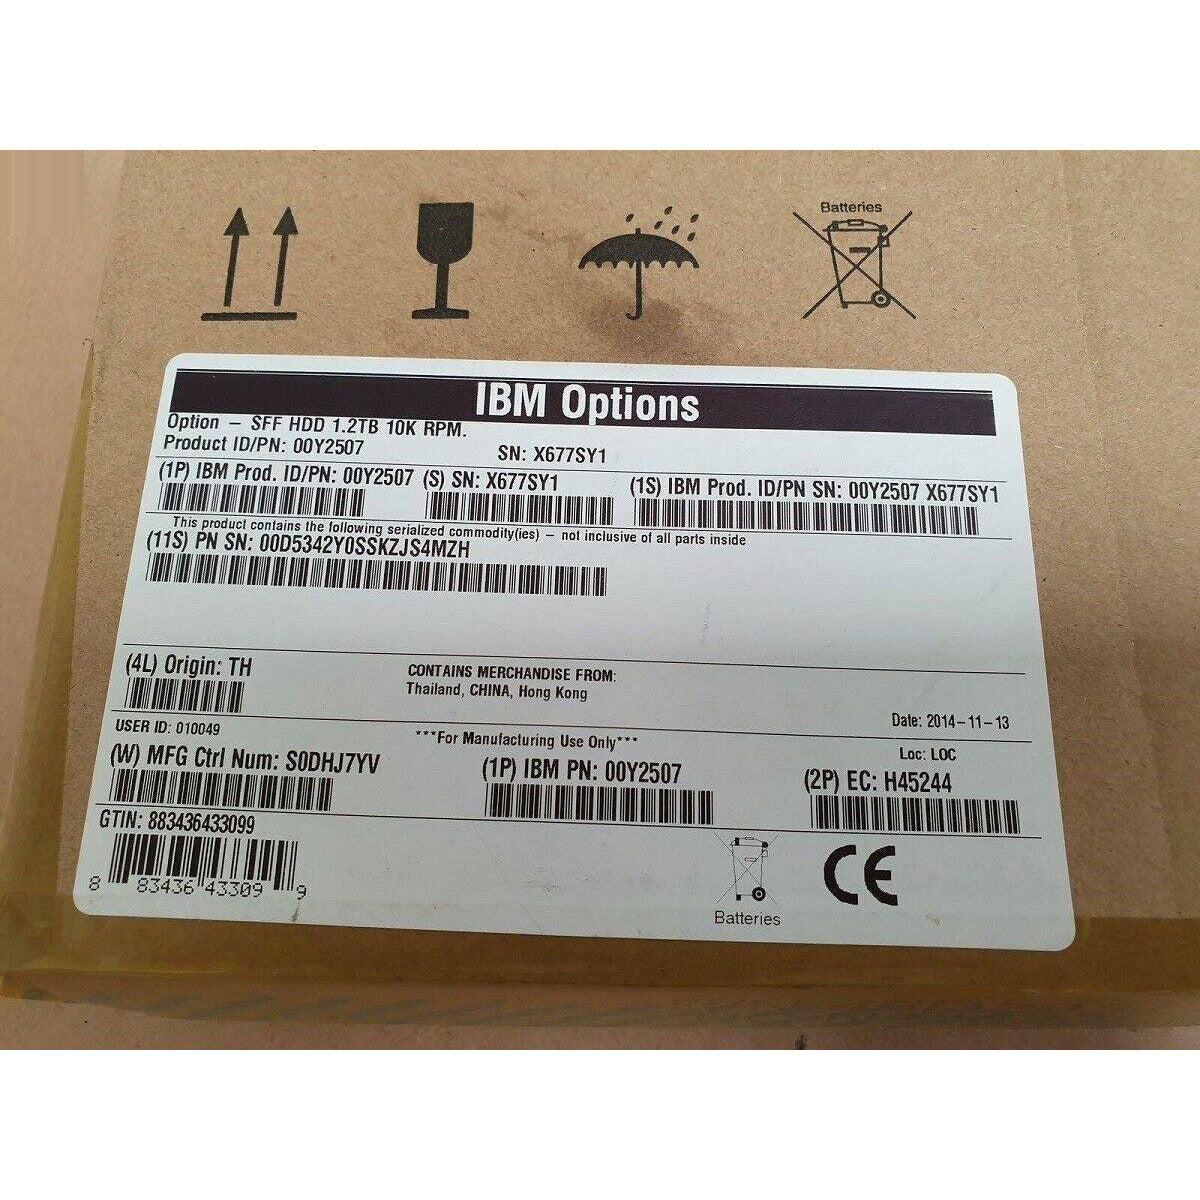 Batteries
IBM Options
Option - SFF HDD 1.2TB 10K RPM.
Product ID/PN: 00Y2507 SN: X677SY1
(1P) IBM Prod. ID/PN: 00Y2507 (S) SN: X677SY1 (1S) IBM Prod. ID/PN SN: 00Y2507 X677SY1
This product contains the following serialized commodity(ies) - not inclusive of all parts inside
(11S) PN SN: 00D5342Y0SSKZJS4MZH
(4L) Origin: TH
CONTAINS MERCHANDISE FROM:
Thailand, CHINA, Hong Kong
Date: 2014-11-13
USER ID: 010049
***For Manufacturing Use Only***
Loc: LOC
(W) MFG Ctrl Num: S0DHJ7YV (1P) IBM PN: 00Y2507 (2P) EC: H45244
GTIN: 883436433099
8 83436 43309 9
Batteries
CE